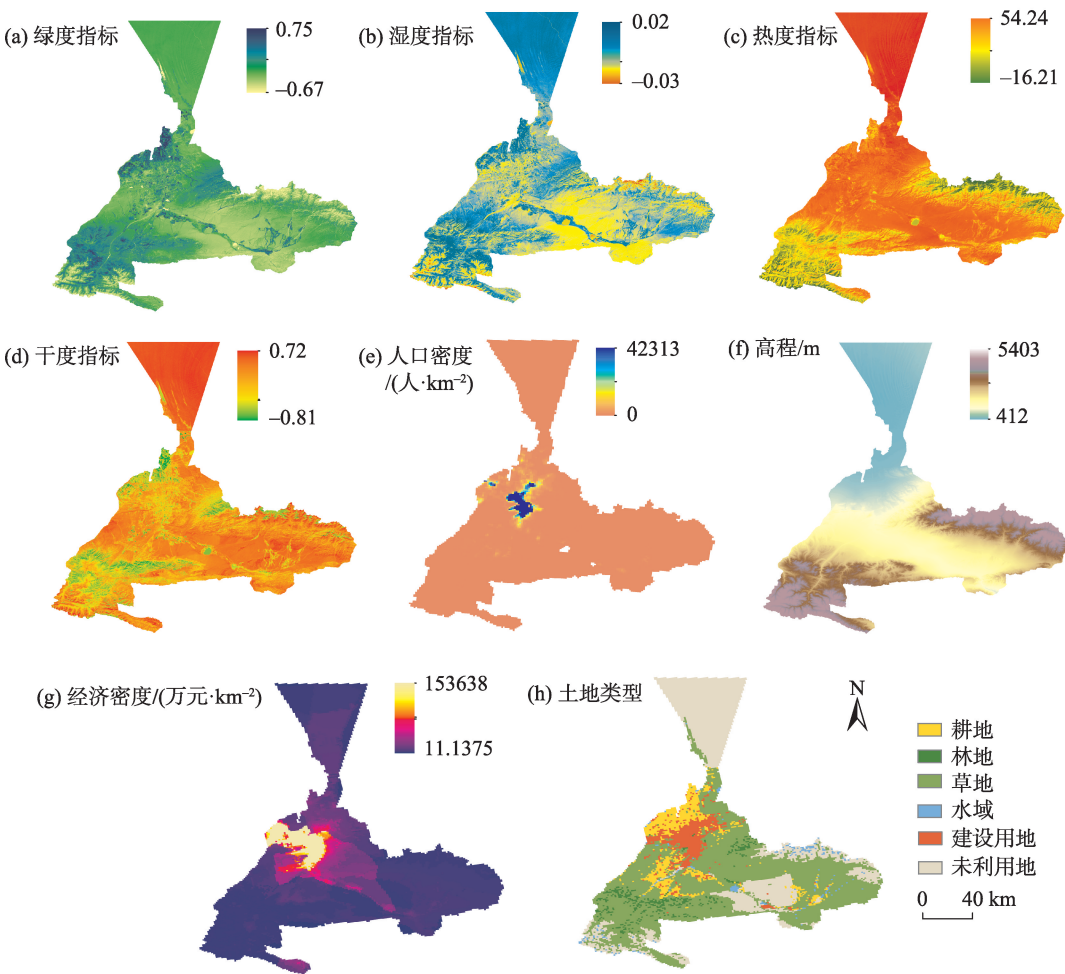 (a) 绿度指标
0.75
–0.67
(b) 湿度指标
0.02
–0.03
(c) 热度指标
54.24
–16.21
(d) 干度指标
0.72
–0.81
(e) 人口密度
/(人·km⁻²)
42313
0
(f) 高程/m
5403
412
(g) 经济密度/(万元·km⁻²)
153638
11.1375
(h) 土地类型
N
耕地
林地
草地
水域
建设用地
未利用地
0 40 km